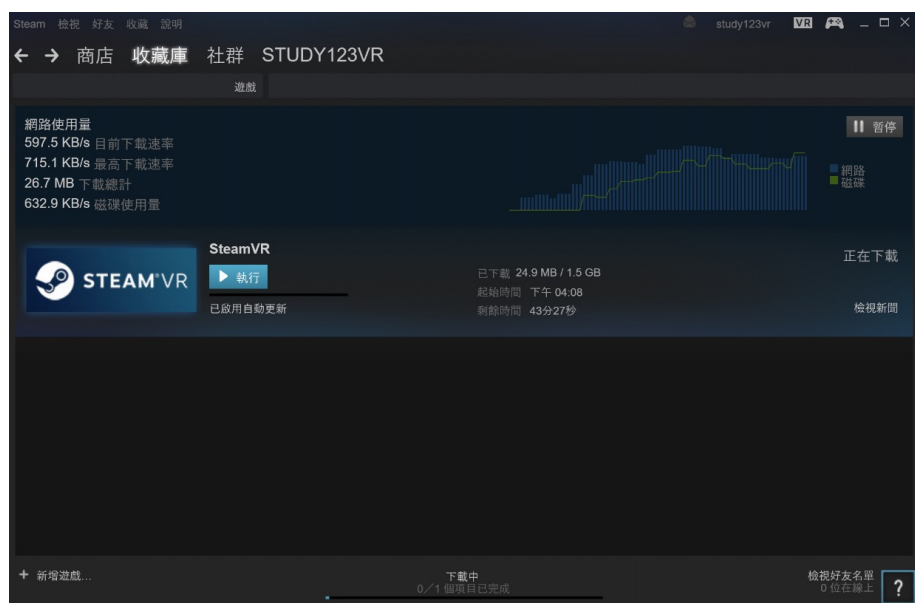 Steam 檢視 好友 收藏 說明
study123vr VR
商店 收藏庫 社群 STUDY123VR
遊戲
網路使用量
暫停
597.5 KB/s 目前下載速率
715.1 KB/s 最高下載速率
26.7 MB 下載總計
632.9 KB/s 磁碟使用量
網路
磁碟
STEAM®VR
SteamVR
執行
已啟用自動更新
已下載 24.9 MB / 1.5 GB
起始時間 下午 04:08
剩餘時間 43分27秒
正在下載
檢視新聞
+ 新增遊戲...
下載中
0／1 個項目已完成
檢視好友名單
0 位在線上
?